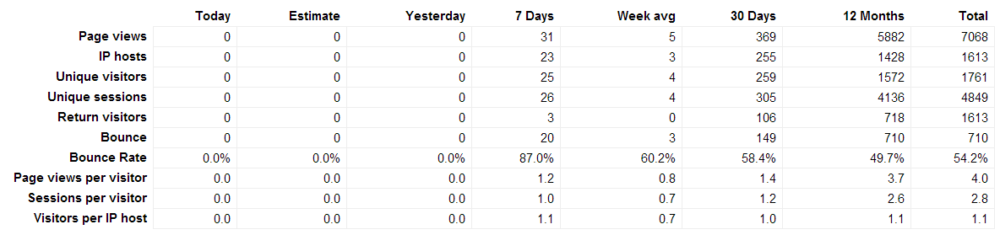 Today Estimate Yesterday 7 Days Week avg 30 Days 12 Months Total
Page views 0 0 0 31 5 369 5882 7068
IP hosts 0 0 0 23 3 255 1428 1613
Unique visitors 0 0 0 25 4 259 1572 1761
Unique sessions 0 0 0 26 4 305 4136 4849
Return visitors 0 0 0 3 0 106 718 1613
Bounce 0 0 0 20 3 149 710 710
Bounce Rate 0.0% 0.0% 0.0% 87.0% 60.2% 58.4% 49.7% 54.2%
Page views per visitor 0.0 0.0 0.0 1.2 0.8 1.4 3.7 4.0
Sessions per visitor 0.0 0.0 0.0 1.0 0.7 1.2 2.6 2.8
Visitors per IP host 0.0 0.0 0.0 1.1 0.7 1.0 1.1 1.1